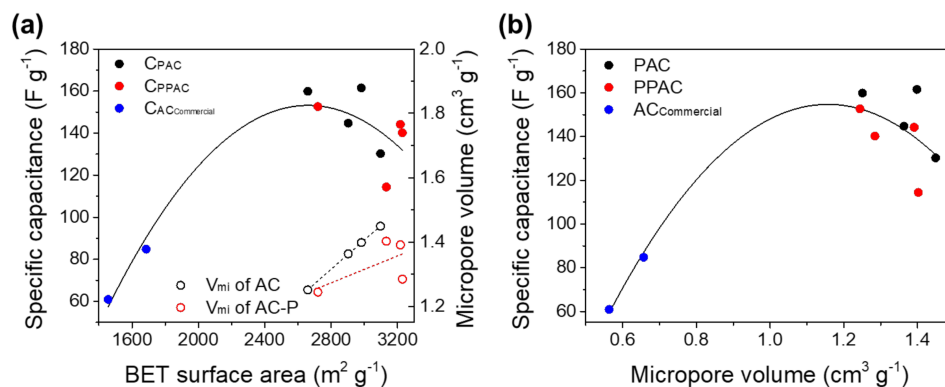 (a)
Specific capacitance (F g-1)
180
160
140
120
100
80
60
CPAC
CPPAC
CACCommercial
Vmi of AC
Vmi of AC-P
2.0
1.8
1.6
1.4
1.2
Micropore volume (cm3 g-1)
1600 2000 2400 2800 3200
BET surface area (m2 g-1)
(b)
Specific capacitance (F g-1)
180
160
140
120
100
80
60
PAC
PPAC
ACCommercial
0.6 0.8 1.0 1.2 1.4
Micropore volume (cm3 g-1)